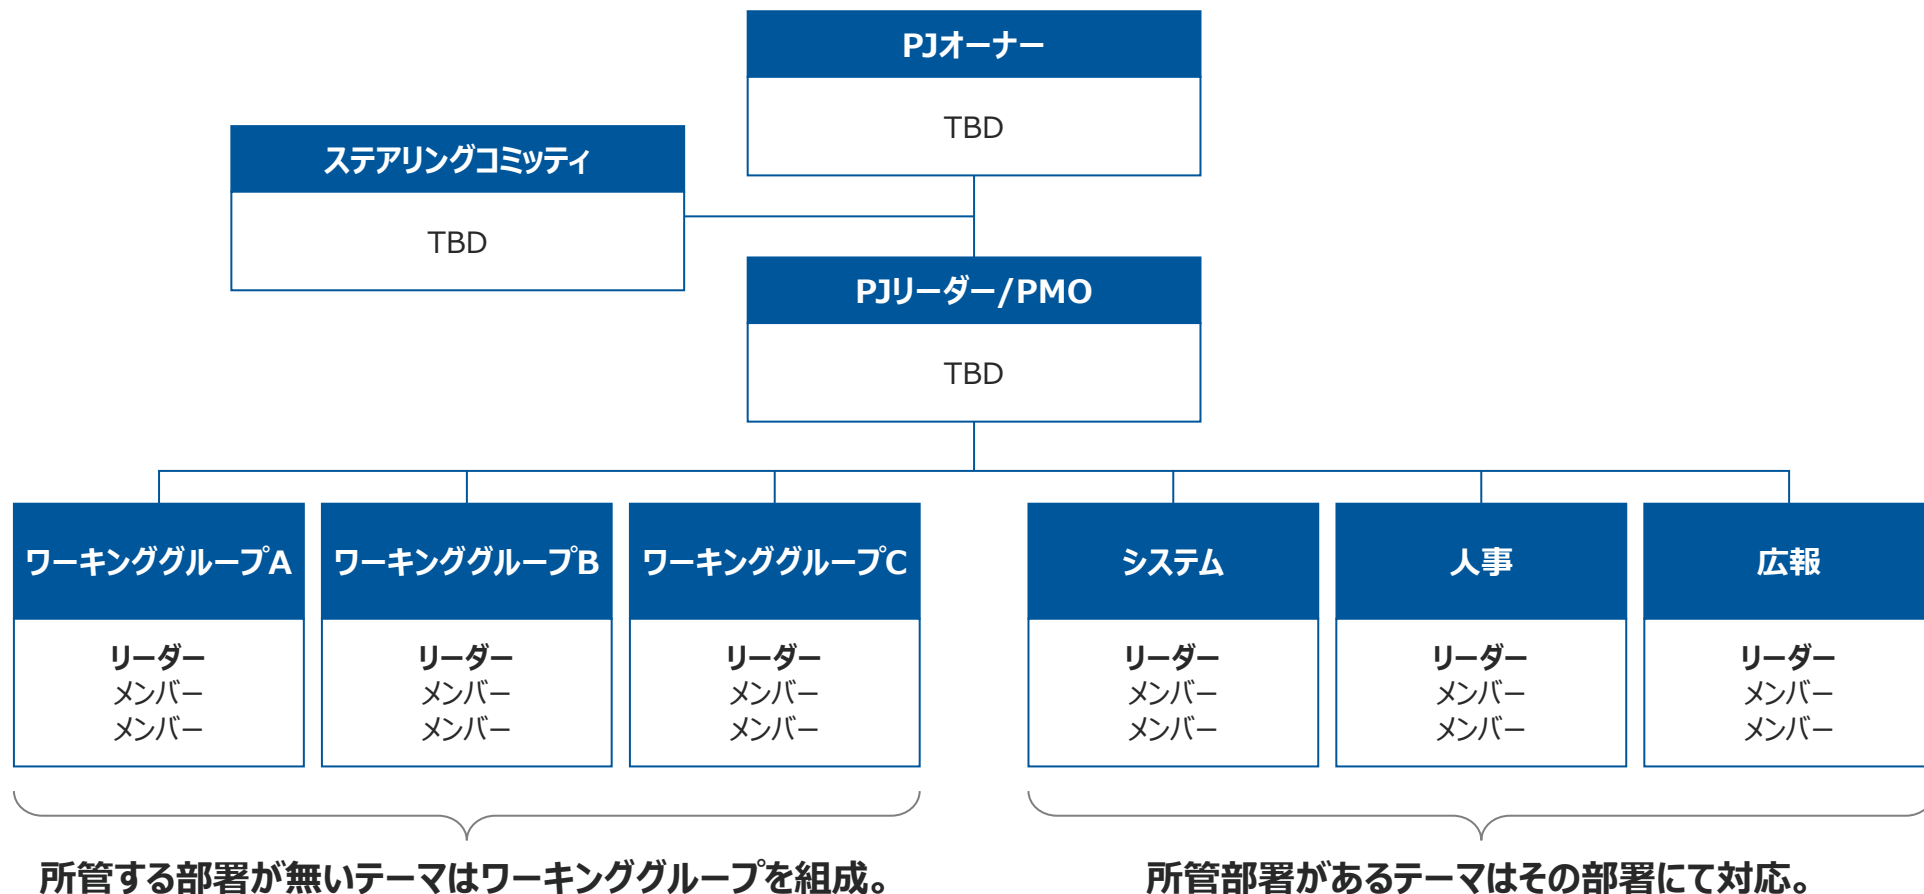 PJオーナー
TBD
ステアリングコミッティ
TBD
PJリーダー/PMO
TBD
ワーキンググループA
リーダー
メンバー
メンバー
ワーキンググループB
リーダー
メンバー
メンバー
ワーキンググループC
リーダー
メンバー
メンバー
システム
リーダー
メンバー
メンバー
人事
リーダー
メンバー
メンバー
広報
リーダー
メンバー
メンバー
所管する部署が無いテーマはワーキンググループを組成。
所管部署があるテーマはその部署にて対応。